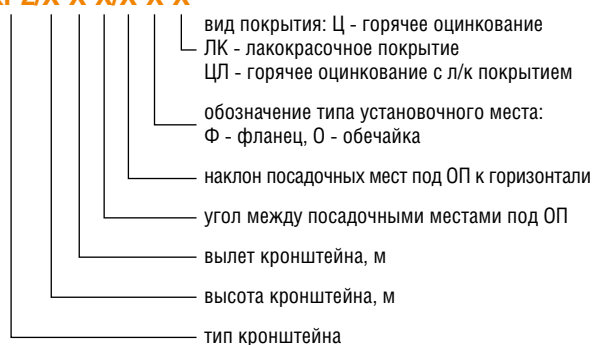 вид покрытия: Ц - горячее оцинкование
ЛК - лакокрасочное покрытие
ЦЛ - горячее оцинкование с л/к покрытием
обозначение типа установочного места:
Ф - фланец, О - обечайка
наклон посадочных мест под ОП к горизонтали
угол между посадочными местами под ОП
вылет кронштейна, м
высота кронштейна, м
тип кронштейна